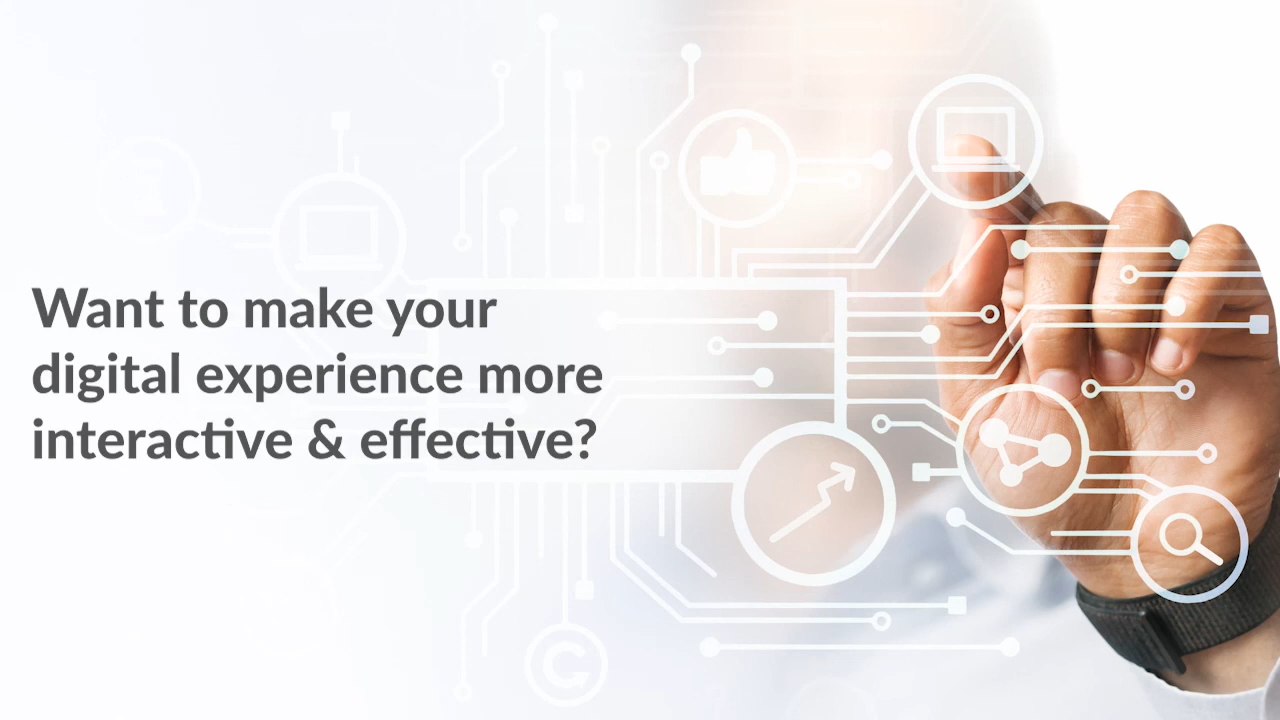 Want to make your
digital experience more
interactive & effective?